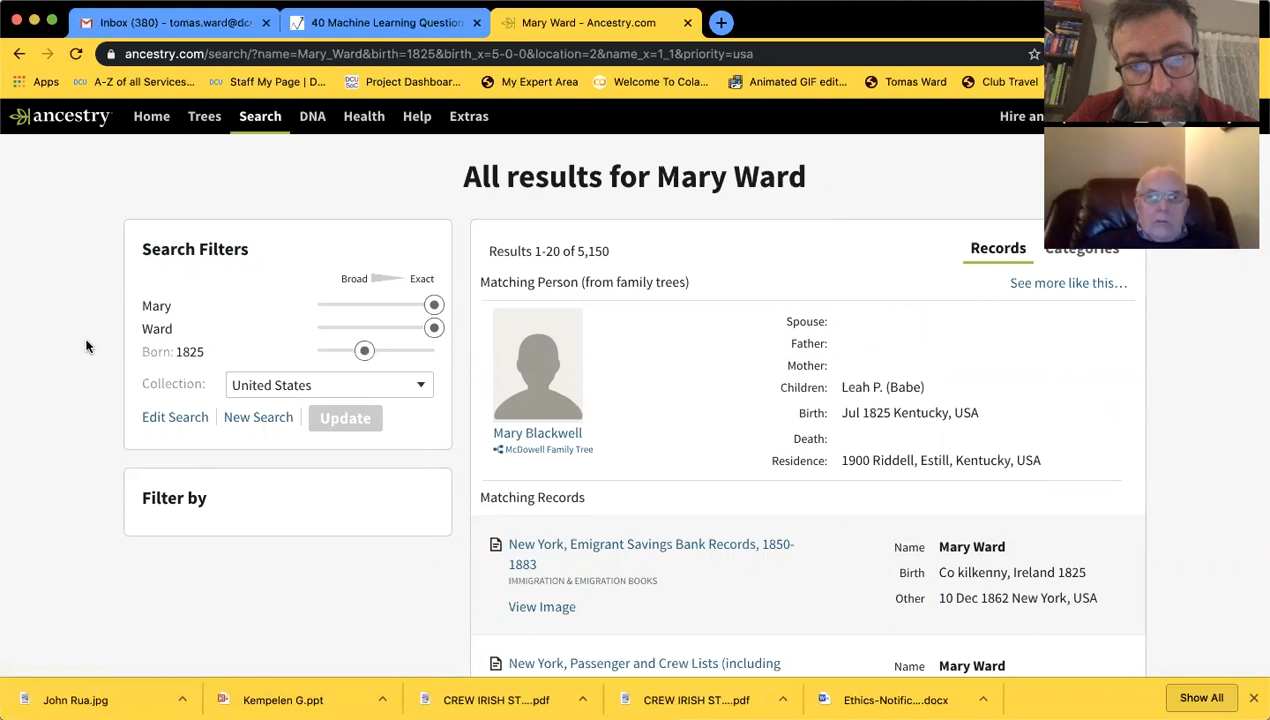 Inbox (380) - tomas.ward@dc
40 Machine Learning Question
Mary Ward - Ancestry.com
ancestry.com/search/?name=Mary_Ward&birth=1825&birth_x=5-0-0&location=2&name_x=1_1&priority=usa
Apps
DCU A-Z of all Services...
DCU Staff My Page | D...
DCU SoC Project Dashboar...
My Expert Area
CO Welcome To Cola...
Animated GIF edit...
Tomas Ward
Club Travel
ancestry
Home
Trees
Search
DNA
Health
Help
Extras
Hire an
All results for Mary Ward
Search Filters
Broad
Exact
Mary
Ward
Born: 1825
Collection:
United States
Edit Search
New Search
Update
Filter by
Results 1-20 of 5,150
Records
Categories
Matching Person (from family trees)
See more like this...
Mary Blackwell
McDowell Family Tree
Spouse:
Father:
Mother:
Children: Leah P. (Babe)
Birth: Jul 1825 Kentucky, USA
Death:
Residence: 1900 Riddell, Estill, Kentucky, USA
Matching Records
New York, Emigrant Savings Bank Records, 1850-
1883
IMMIGRATION & EMIGRATION BOOKS
View Image
Name Mary Ward
Birth Co kilkenny, Ireland 1825
Other 10 Dec 1862 New York, USA
New York, Passenger and Crew Lists (including
Name Mary Ward
John Rua.jpg
Kempelen G.ppt
CREW IRISH ST....pdf
CREW IRISH ST....pdf
Ethics-Notific....docx
Show All